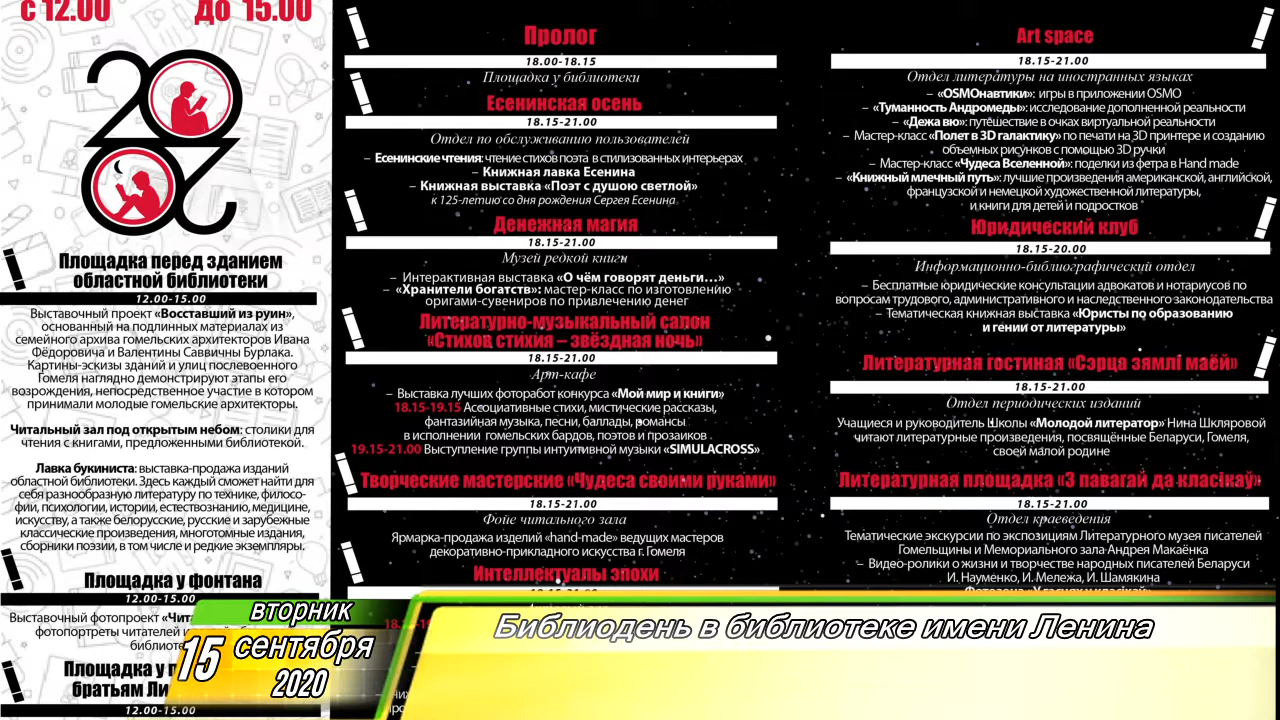 с 12.00 до 15.00
2020
Площадка перед зданием
областной библиотеки
12.00-15.00
Выставочный проект «Восставший из руин»,
основанный на подлинных материалах из
семейного архива гомельских архитекторов Ивана
Фёдоровича и Валентины Саввичны Бурлака.
Картины-эскизы зданий и улиц послевоенного
Гомеля наглядно демонстрируют этапы его
возрождения, непосредственное участие в котором
принимали молодые гомельские архитекторы.
Читальный зал под открытым небом: столики для
чтения с книгами, предложенными библиотекой.
Лавка букиниста: выставка-продажа изданий
областной библиотеки. Здесь каждый сможет найти для
себя разнообразную литературу по технике, филосо-
фии, психологии, истории, естествознанию, медицине,
искусству, а также белорусские, русские и зарубежные
классические произведения, многотомные издания,
сборники поэзии, в том числе и редкие экземпляры.
Площадка у фонтана
12.00-15.00
Выставочный фотопроект
фотопортреты читателей
Площадка у
братьям
12.00-15.00
Пролог
18.00-18.15
Площадка у библиотеки
Есенинская осень
18.15-21.00
Отдел по обслуживанию пользователей
– Есенинские чтения: чтение стихов поэта в стилизованных интерьерах
– Книжная лавка Есенина
– Книжная выставка «Поэт с душою светлой»
к 125-летию со дня рождения Сергея Есенина
Денежная магия
18.15-21.00
Музей редкой книги
– Интерактивная выставка «О чём говорят деньги…»
– «Хранители богатств»: мастер-класс по изготовлению
оригами-сувениров по привлечению денег
Литературно-музыкальный салон
«Стихов стихия – звёздная ночь»
18.15-21.00
Арт-кафе
– Выставка лучших фоторабот конкурса «Мой мир и книги»
18.15-19.15 Ассоциативные стихи, мистические рассказы,
фантазийная музыка, песни, баллады, романсы
в исполнении гомельских бардов, поэтов и прозаиков
19.15-21.00 Выступление группы интуитивной музыки «SIMULACROSS»
Творческие мастерские «Чудеса своими руками»
18.15-21.00
Фойе читального зала
Ярмарка-продажа изделий «hand-made» ведущих мастеров
декоративно-прикладного искусства г. Гомеля
Интеллектуалы эпохи
Art space
18.15-21.00
Отдел литературы на иностранных языках
– «OSMOнавтики»: игры в приложении OSMO
– «Туманность Андромеды»: исследование дополненной реальности
– «Дежа вю»: путешествие в очках виртуальной реальности
– Мастер-класс «Полет в 3D галактику» по печати на 3D принтере и созданию
объемных рисунков с помощью 3D ручки
– Мастер-класс «Чудеса Вселенной»: поделки из фетра в Hand made
– «Книжный млечный путь»: лучшие произведения американской, английской,
французской и немецкой художественной литературы,
и книги для детей и подростков
Юридический клуб
18.15-20.00
Информационно-библиографический отдел
– Бесплатные юридические консультации адвокатов и нотариусов по
вопросам трудового, административного и наследственного законодательства
– Тематическая книжная выставка «Юристы по образованию
и гении от литературы»
Литературная гостиная «Сэрца зямлі маёй»
18.15-21.00
Отдел периодических изданий
Учащиеся и руководитель Школы «Молодой литератор» Нина Шклярова
читают литературные произведения, посвящённые Беларуси, Гомеля,
своей малой родине
Литературная площадка «З павагай да класікаў»
18.15-21.00
Отдел краеведения
Тематические экскурсии по экспозициям Литературного музея писателей
Гомельщины и Мемориального зала Андрея Макаёнка
– Видео-ролики о жизни и творчестве народных писателей Беларуси
И. Науменко, И. Мележа, И. Шамякина
вторник
15 сентября
2020
Библиодень в библиотеке имени Ленина